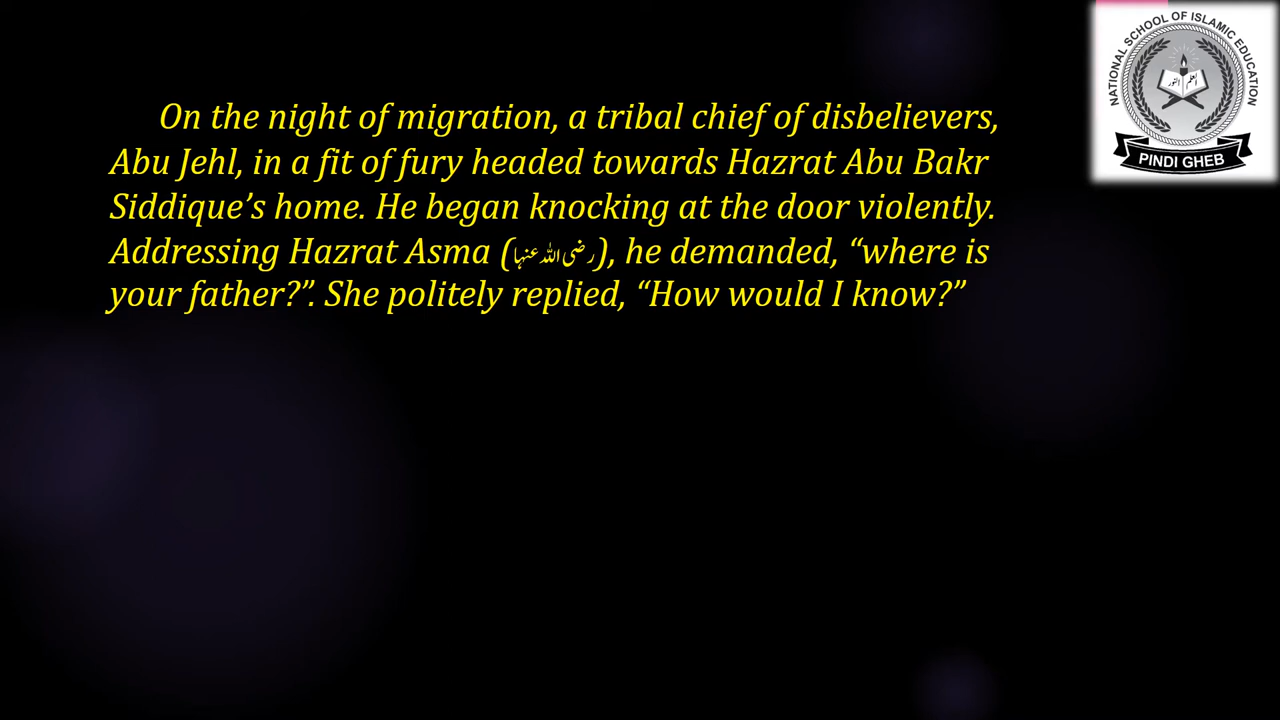 On the night of migration, a tribal chief of disbelievers,
Abu Jehl, in a fit of fury headed towards Hazrat Abu Bakr
Siddique’s home. He began knocking at the door violently.
Addressing Hazrat Asma (رضی اللہ عنہا), he demanded, “where is
your father?”. She politely replied, “How would I know?”
NATIONAL SCHOOL OF ISLAMIC EDUCATION
PINDI GHEB